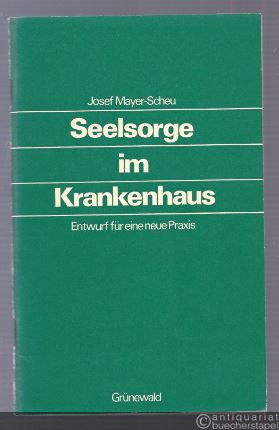 Josef Mayer-Scheu
Seelsorge
im
Krankenhaus
Entwurf für eine neue Praxis
Grünewald
©antiquariat
buecherstapel